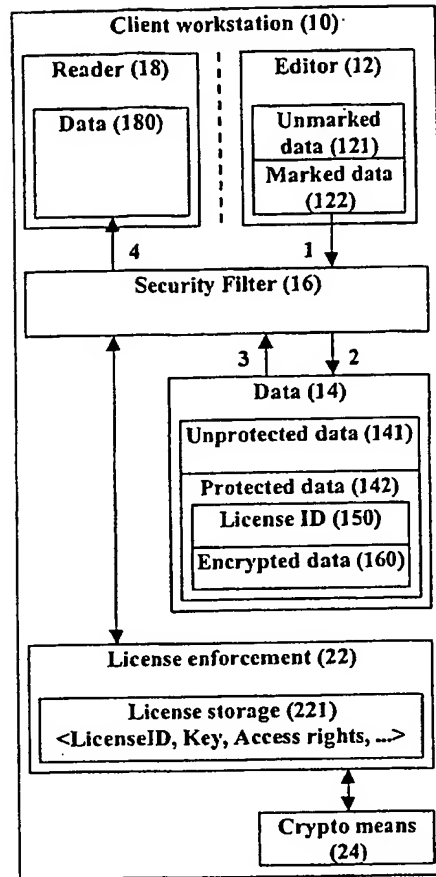 Client workstation (10)
Reader (18)
Data (180)
Editor (12)
Unmarked
data (121)
Marked data
(122)
4
1
Security Filter (16)
3
2
Data (14)
Unprotected data (141)
Protected data (142)
License ID (150)
Encrypted data (160)
License enforcement (22)
License storage (221)
<LicenseID, Key, Access rights, ...>
Crypto means
(24)